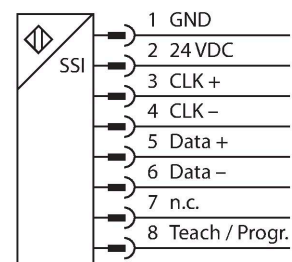 1 GND
2 24 VDC
SSI
3 CLK +
4 CLK –
5 Data +
6 Data –
7 n.c.
8 Teach / Progr.